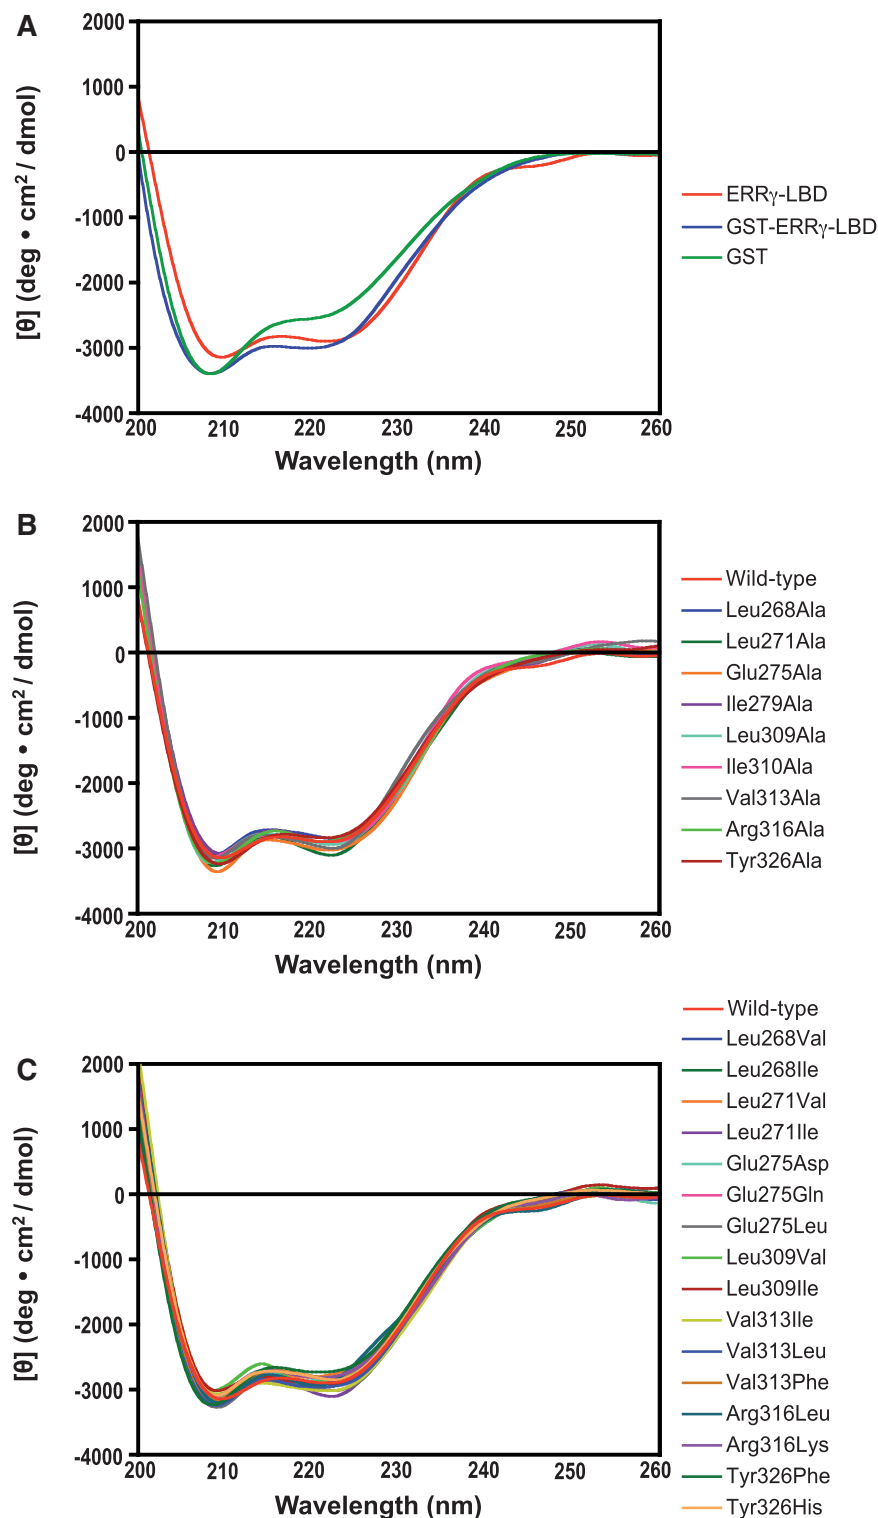 A
[θ] (deg • cm2 / dmol)
2000
1000
0
-1000
-2000
-3000
-4000
200 210 220 230 240 250 260
Wavelength (nm)
ERRγ-LBD
GST-ERRγ-LBD
GST
B
[θ] (deg • cm2 / dmol)
2000
1000
0
-1000
-2000
-3000
-4000
200 210 220 230 240 250 260
Wavelength (nm)
Wild-type
Leu268Ala
Leu271Ala
Glu275Ala
Ile279Ala
Leu309Ala
Ile310Ala
Val313Ala
Arg316Ala
Tyr326Ala
C
[θ] (deg • cm2 / dmol)
2000
1000
0
-1000
-2000
-3000
-4000
200 210 220 230 240 250 260
Wavelength (nm)
Wild-type
Leu268Val
Leu268Ile
Leu271Val
Leu271Ile
Glu275Asp
Glu275Gln
Glu275Leu
Leu309Val
Leu309Ile
Val313Ile
Val313Leu
Val313Phe
Arg316Leu
Arg316Lys
Tyr326Phe
Tyr326His